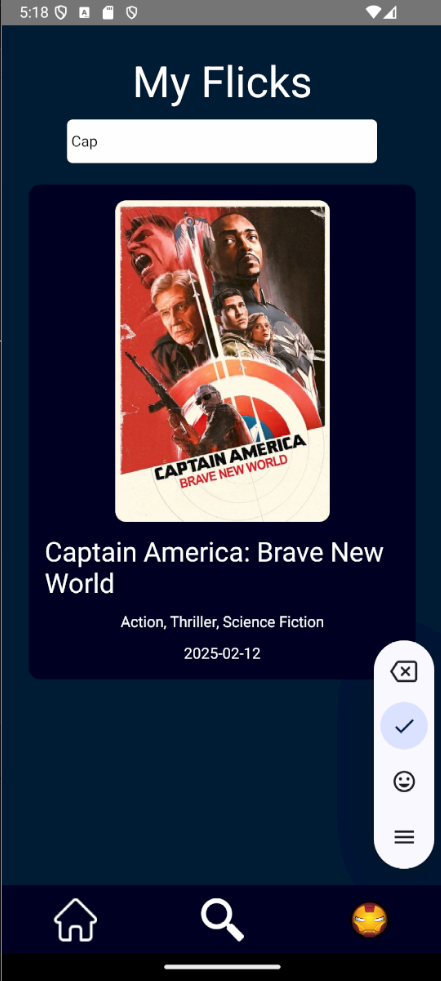 5:18
My Flicks
Cap
CAPTAIN AMERICA
BRAVE NEW WORLD
Captain America: Brave New
World
Action, Thriller, Science Fiction
2025-02-12